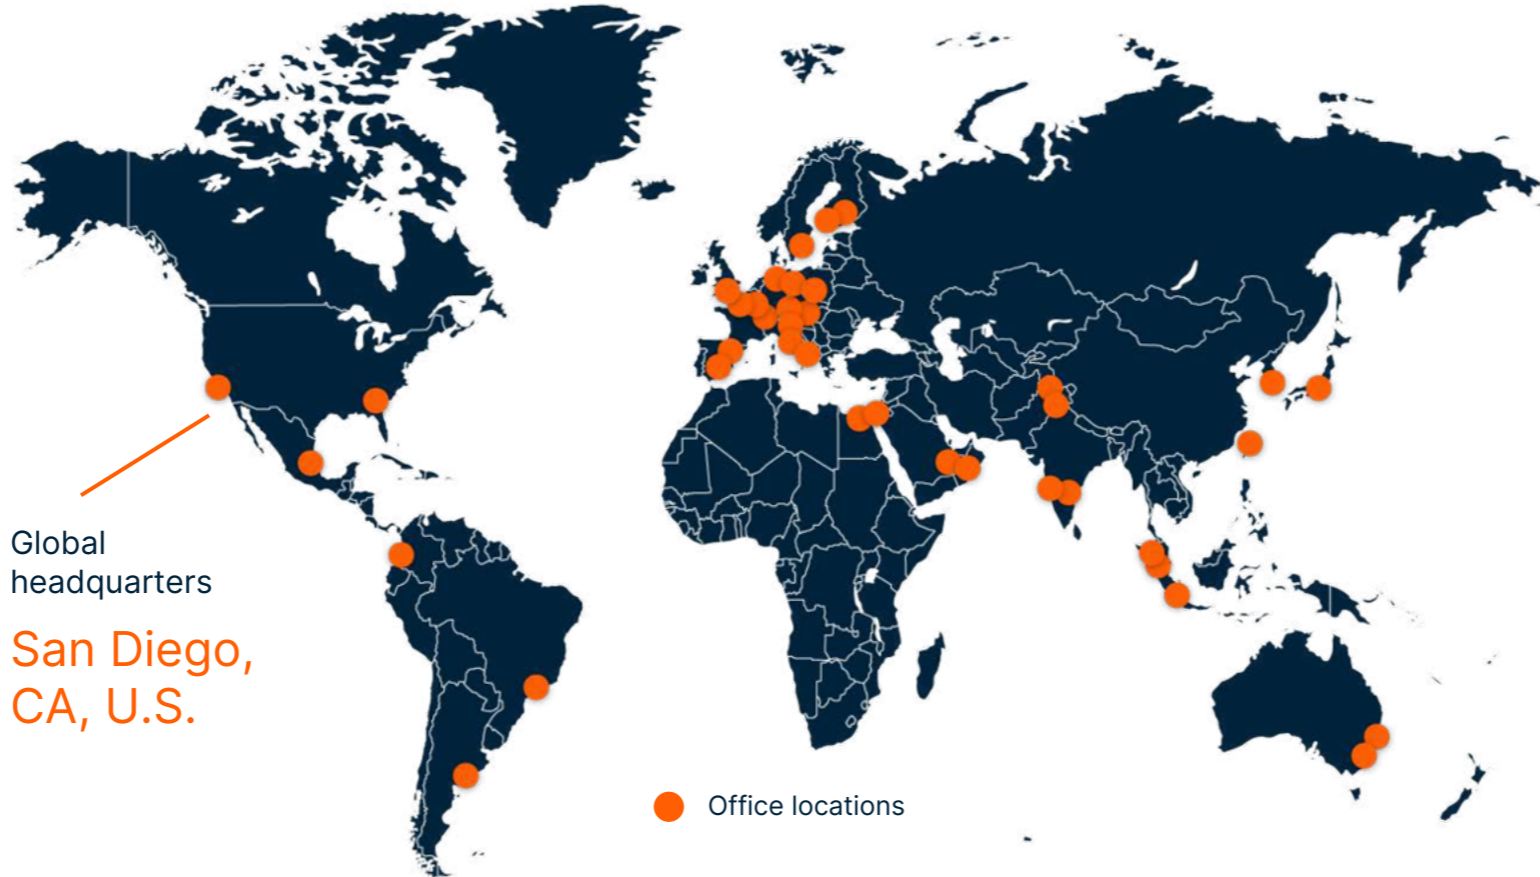 Global
headquarters
San Diego,
CA, U.S.
Office locations